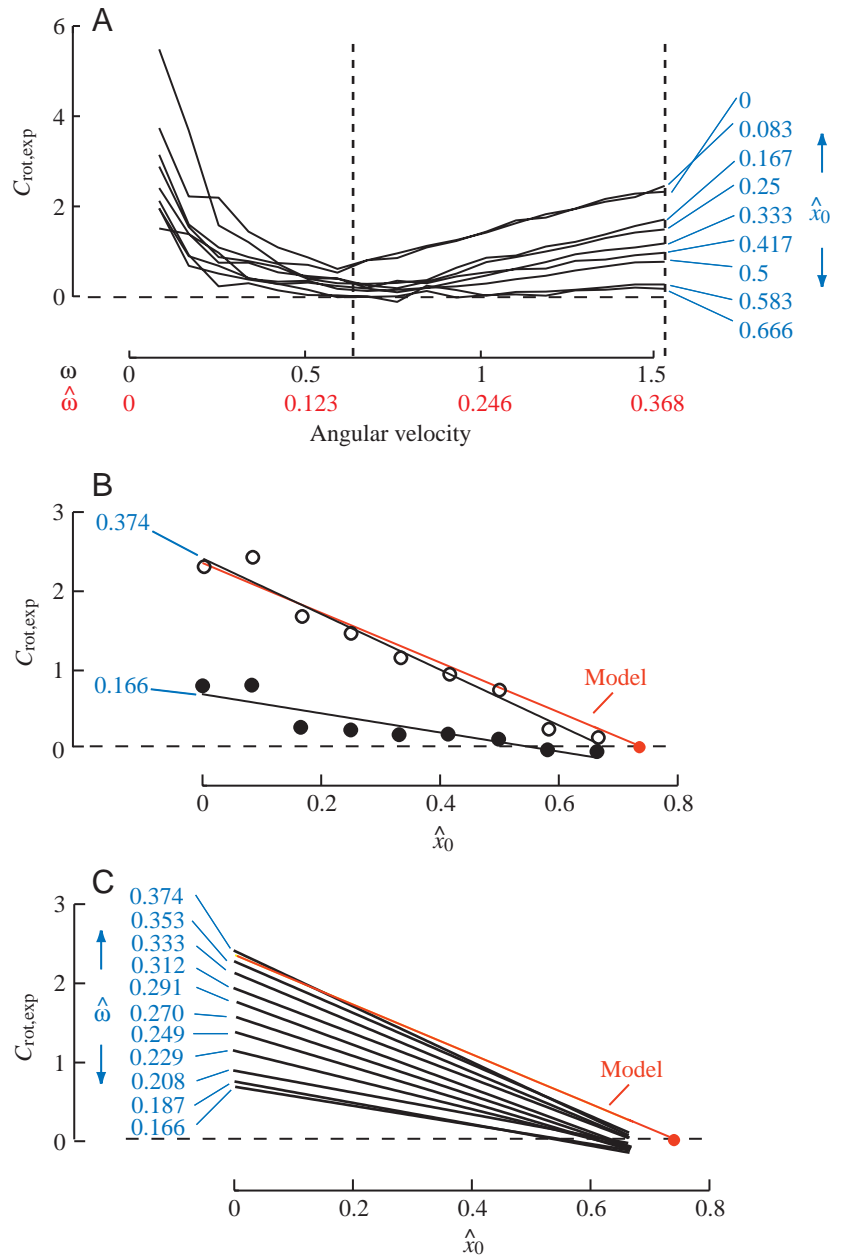 A
6
4
2
0
C_rot,exp
0
0.083
0.167
0.25
0.333
0.417
0.5
0.583
0.666
x̂₀
ω 0 0.5 1 1.5
ω̂ 0 0.123 0.246 0.368
Angular velocity
B
3
2
1
0
C_rot,exp
0.374
0.166
Model
0 0.2 0.4 0.6 0.8
x̂₀
C
3
2
1
0
C_rot,exp
0.374
0.353
0.333
0.312
0.291
0.270
0.249
0.229
0.208
0.187
0.166
ω̂
Model
0 0.2 0.4 0.6 0.8
x̂₀